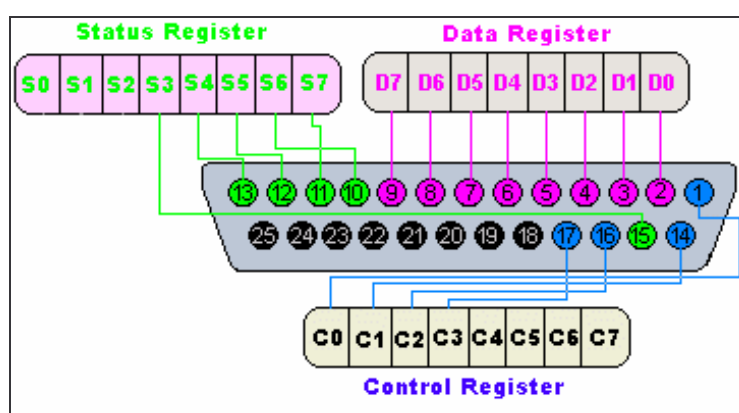 Status Register
Data Register
S0 S1 S2 S3 S4 S5 S6 S7
D7 D6 D5 D4 D3 D2 D1 D0
13 12 11 10 9 8 7 6 5 4 3 2 1
25 24 23 22 21 20 19 18 17 16 15 14
C0 C1 C2 C3 C4 C5 C6 C7
Control Register